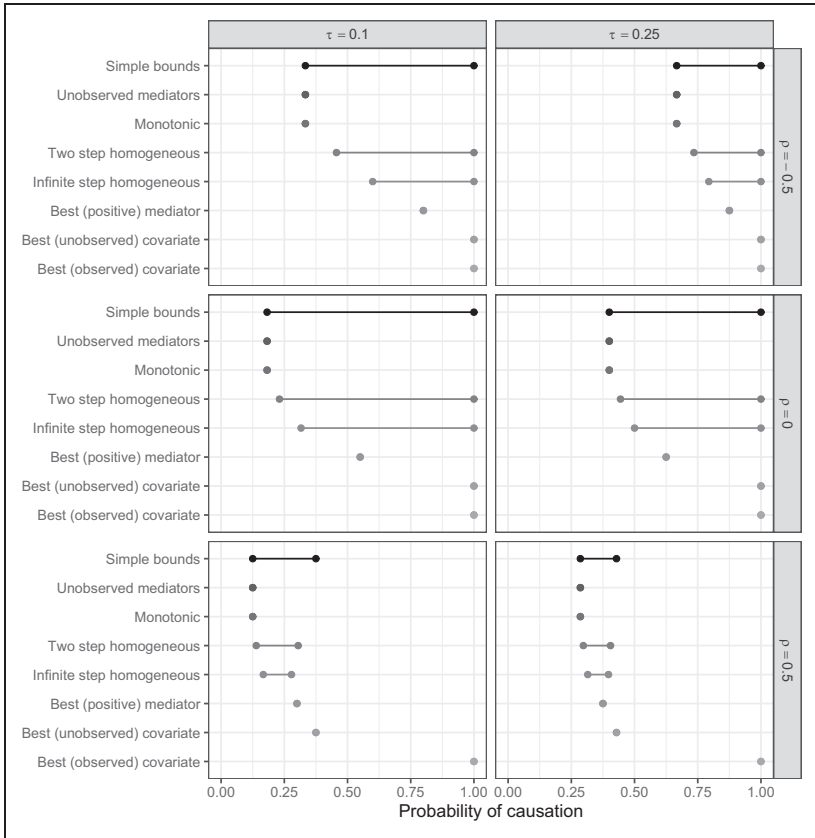 τ = 0.1
τ = 0.25
Simple bounds
Unobserved mediators
Monotonic
Two step homogeneous
Infinite step homogeneous
Best (positive) mediator
Best (unobserved) covariate
Best (observed) covariate
ρ = − 0.5
Simple bounds
Unobserved mediators
Monotonic
Two step homogeneous
Infinite step homogeneous
Best (positive) mediator
Best (unobserved) covariate
Best (observed) covariate
ρ = 0
Simple bounds
Unobserved mediators
Monotonic
Two step homogeneous
Infinite step homogeneous
Best (positive) mediator
Best (unobserved) covariate
Best (observed) covariate
ρ = 0.5
0.00 0.25 0.50 0.75 1.00 0.00 0.25 0.50 0.75 1.00
Probability of causation